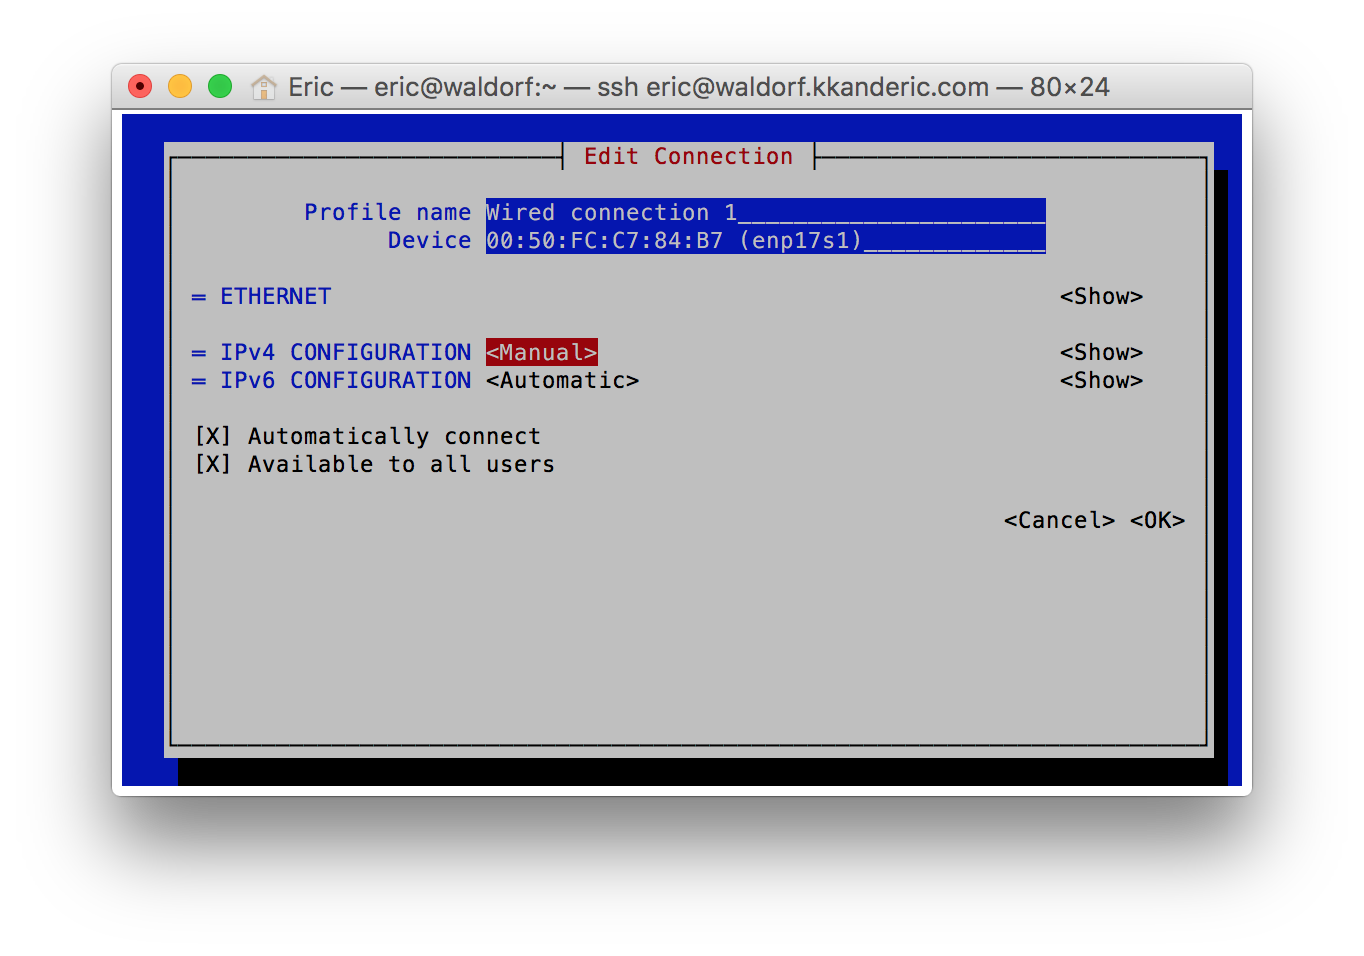 Eric — eric@waldorf:~ — ssh eric@waldorf.kkanderic.com — 80×24
Edit Connection
Profile name Wired connection 1______________________
Device 00:50:FC:C7:84:B7 (enp17s1)_____________
= ETHERNET <Show>
= IPv4 CONFIGURATION <Manual> <Show>
= IPv6 CONFIGURATION <Automatic> <Show>
[X] Automatically connect
[X] Available to all users
<Cancel> <OK>